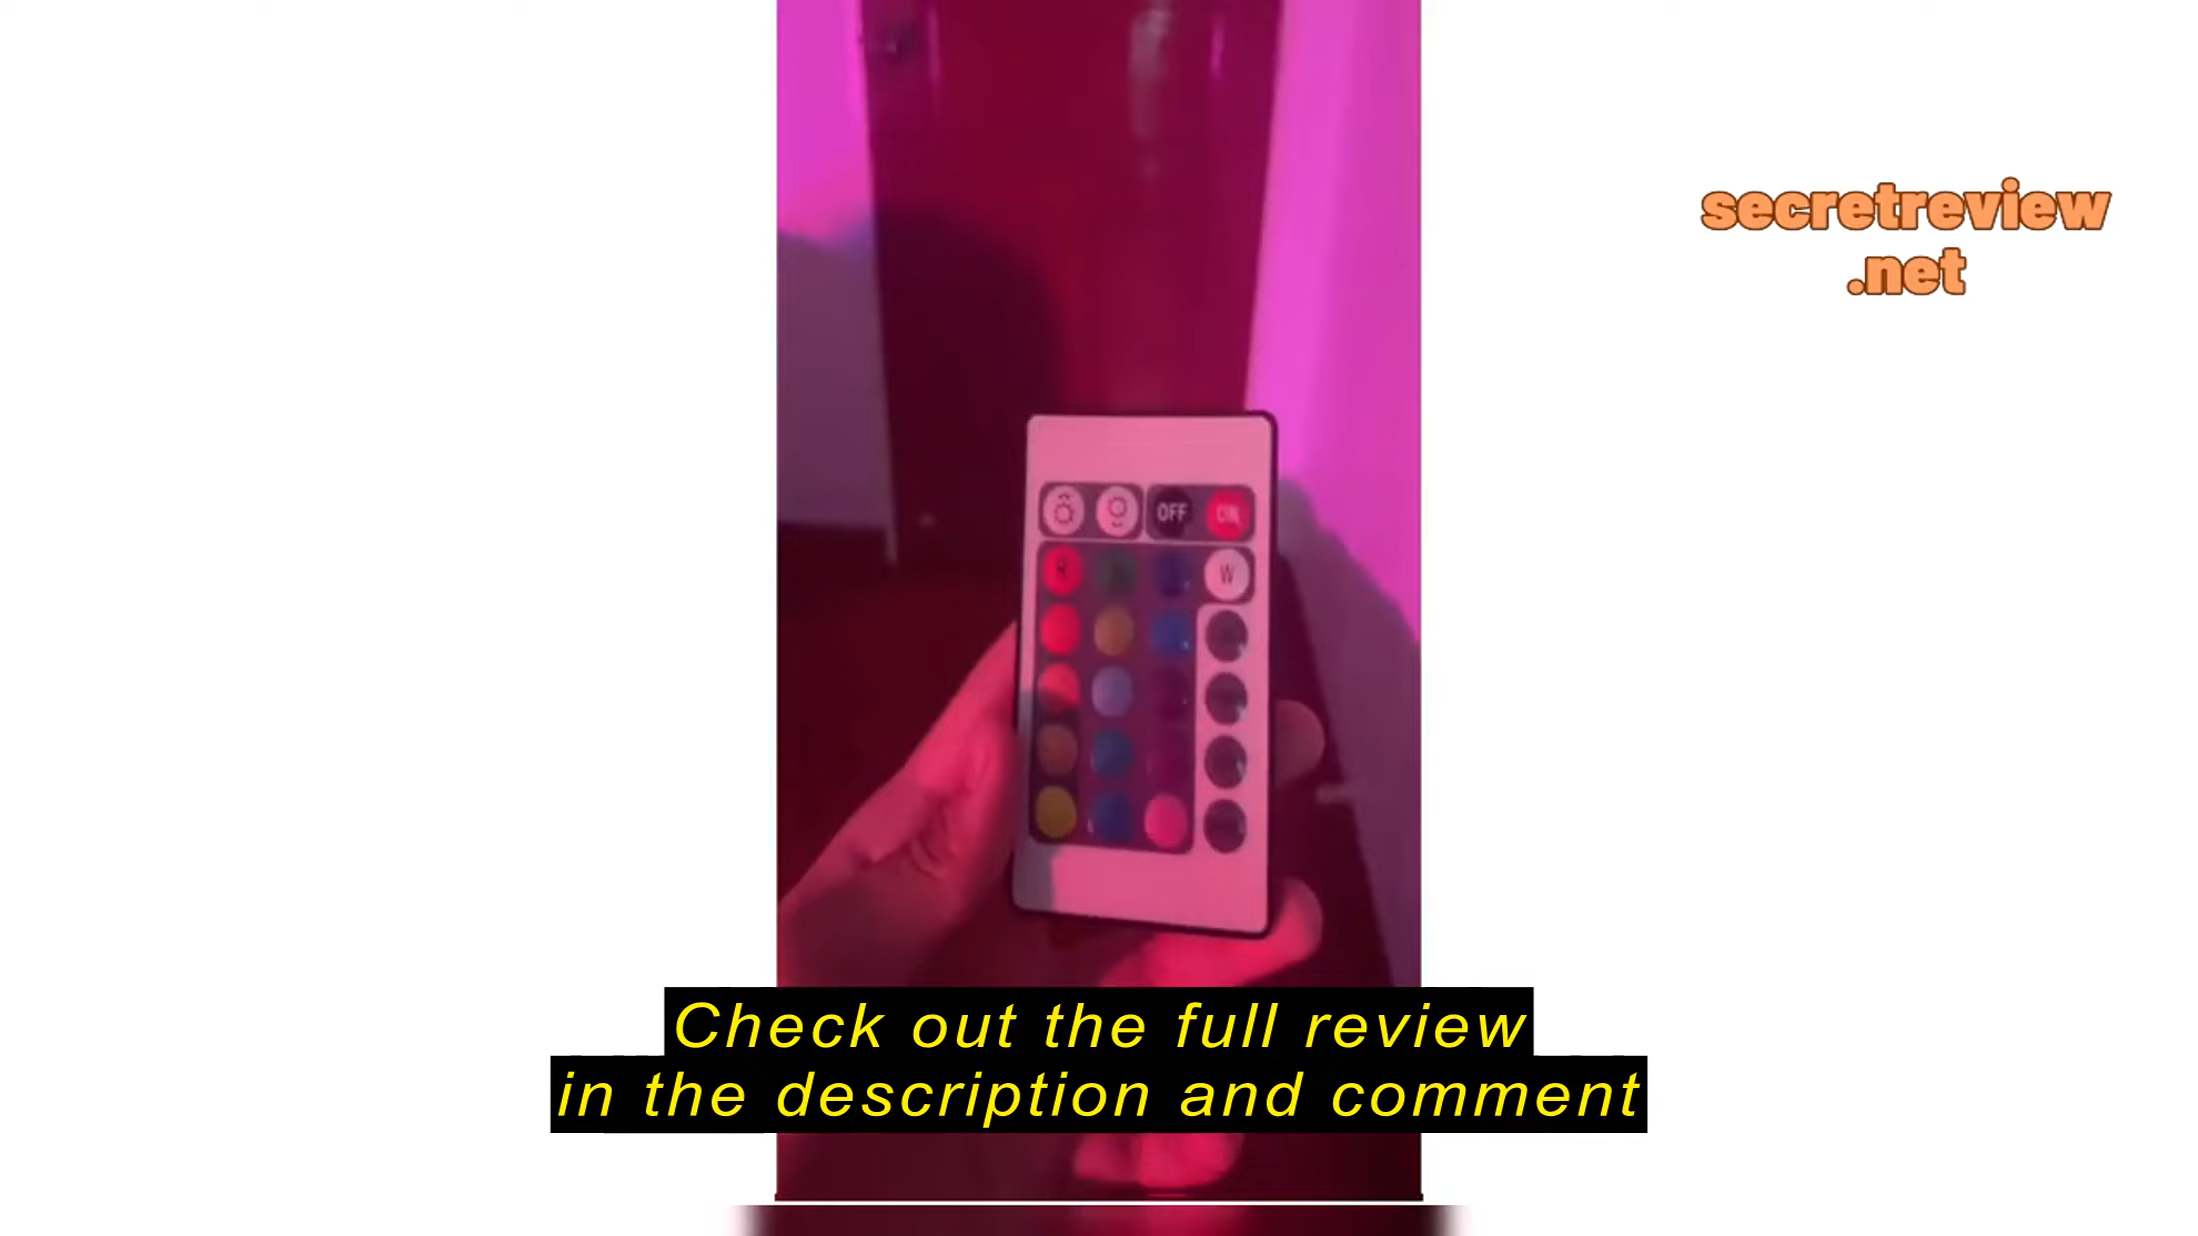 secretreview
.net
OFF
ON
R
W
Check out the full review
in the description and comment